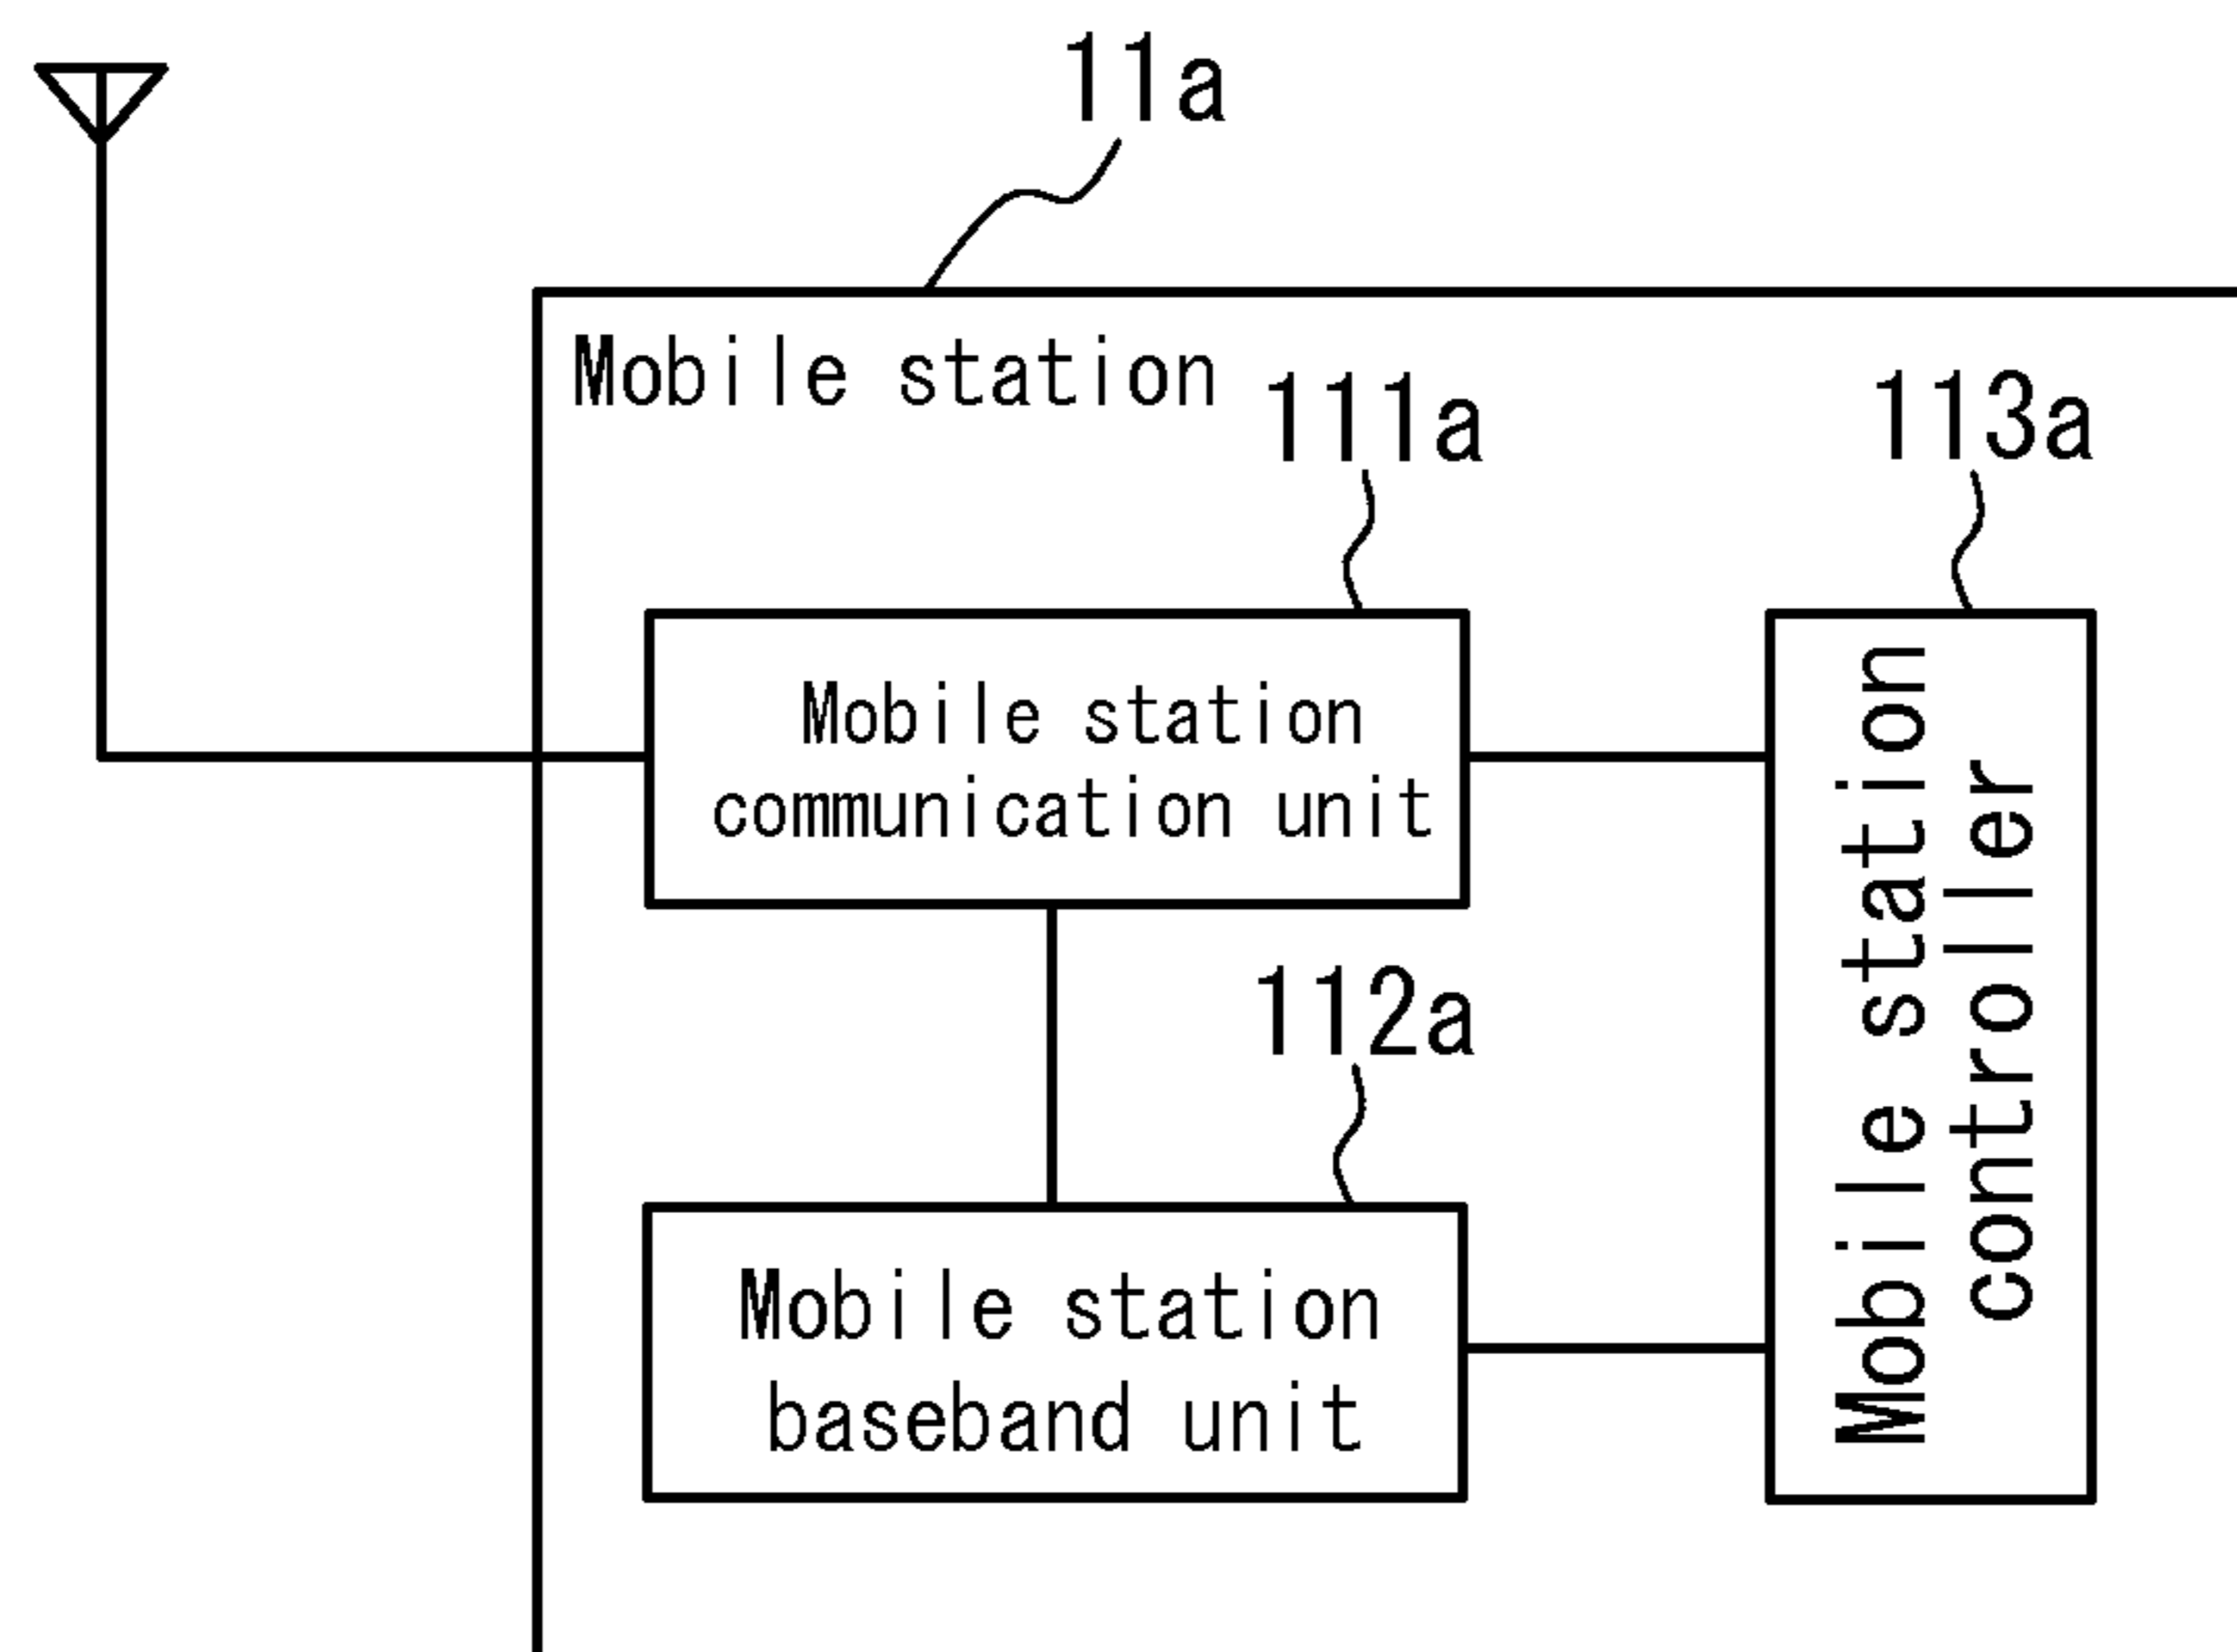 11a
Mobile station
111a
113a
Mobile station
communication unit
Mobile station
controller
112a
Mobile station
baseband unit